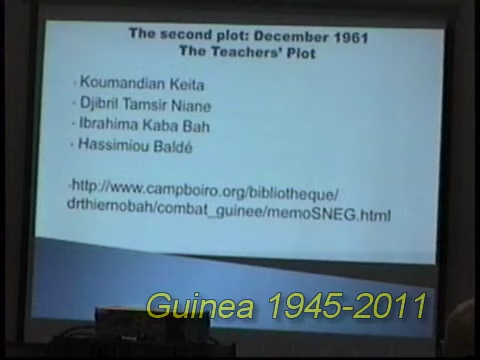 The second plot: December 1961
The Teachers' Plot
- Koumandian Keita
- Djibril Tamsir Niane
- Ibrahima Kaba Bah
- Hassimiou Baldé
-http://www.campboiro.org/bibliotheque/
drthiernobah/combat_guinee/memoSNEG.html
Guinea 1945-2011